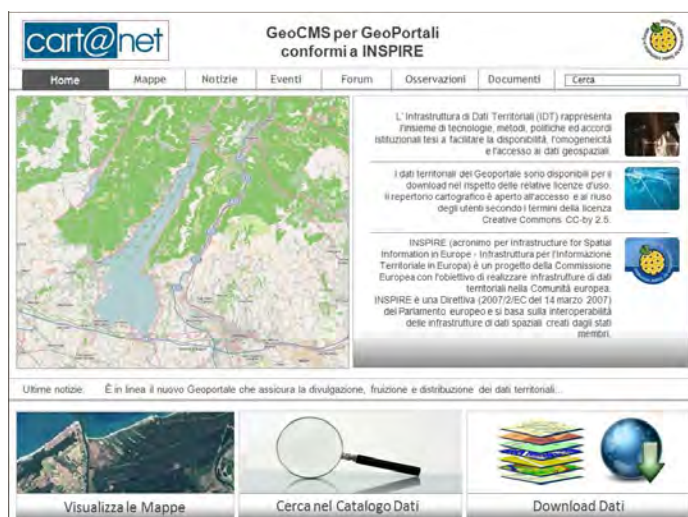 cart@net
GeoCMS per GeoPortali
conformi a INSPIRE
Home Mappe Notizie Eventi Forum Osservazioni Documenti Cerca
L' Infrastruttura di Dati Territoriali (IDT) rappresenta
l'insieme di tecnologie, metodi, politiche ed accordi
istituzionali tesi a facilitare la disponibilità, l'omogeneicità
e l'accesso ai dati geospaziali.
I dati territoriali del Geoportale sono disponibili per il
download nel rispetto delle relative licenze d'uso.
Il repertorio cartografico è aperto all'accesso e al riuso
degli utenti secondo i termini della licenza
Creative Commons CC-by 2.5.
INSPIRE (acronimo per Infrastructure for Spatial
Information in Europe - Infrastruttura per l'Informazione
Territoriale in Europa) è un progetto della Commissione
Europea con l'obiettivo di realizzare infrastrutture di dati
territoriali nella Comunità europea.
INSPIRE è una Direttiva (2007/2/EC del 14 marzo 2007)
del Parlamento europeo e si basa sulla interoperabilità
delle infrastrutture di dati spaziali creati dagli stati
membri.
Ultime notizie: È in linea il nuovo Geoportale che assicura la divulgazione, fruizione e distribuzione dei dati territoriali...
Visualizza le Mappe
Cerca nel Catalogo Dati
Download Dati